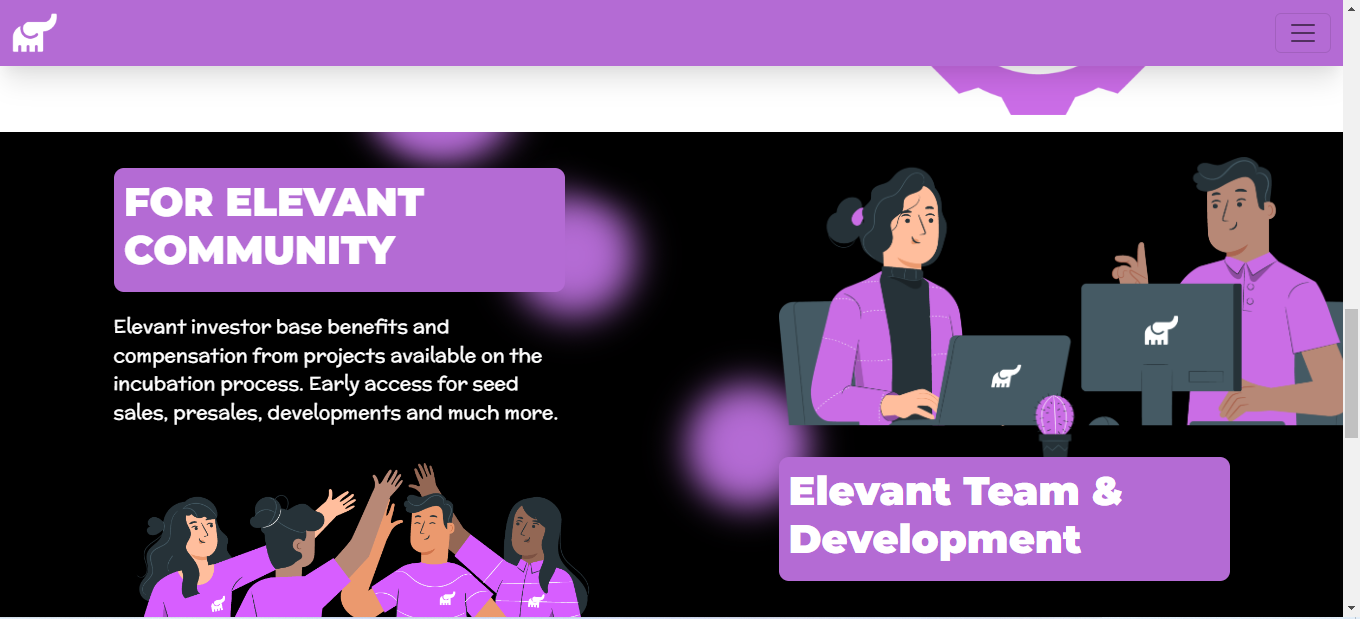 FOR ELEVANT
COMMUNITY
Elevant investor base benefits and
compensation from projects available on the
incubation process. Early access for seed
sales, presales, developments and much more.
Elevant Team &
Development